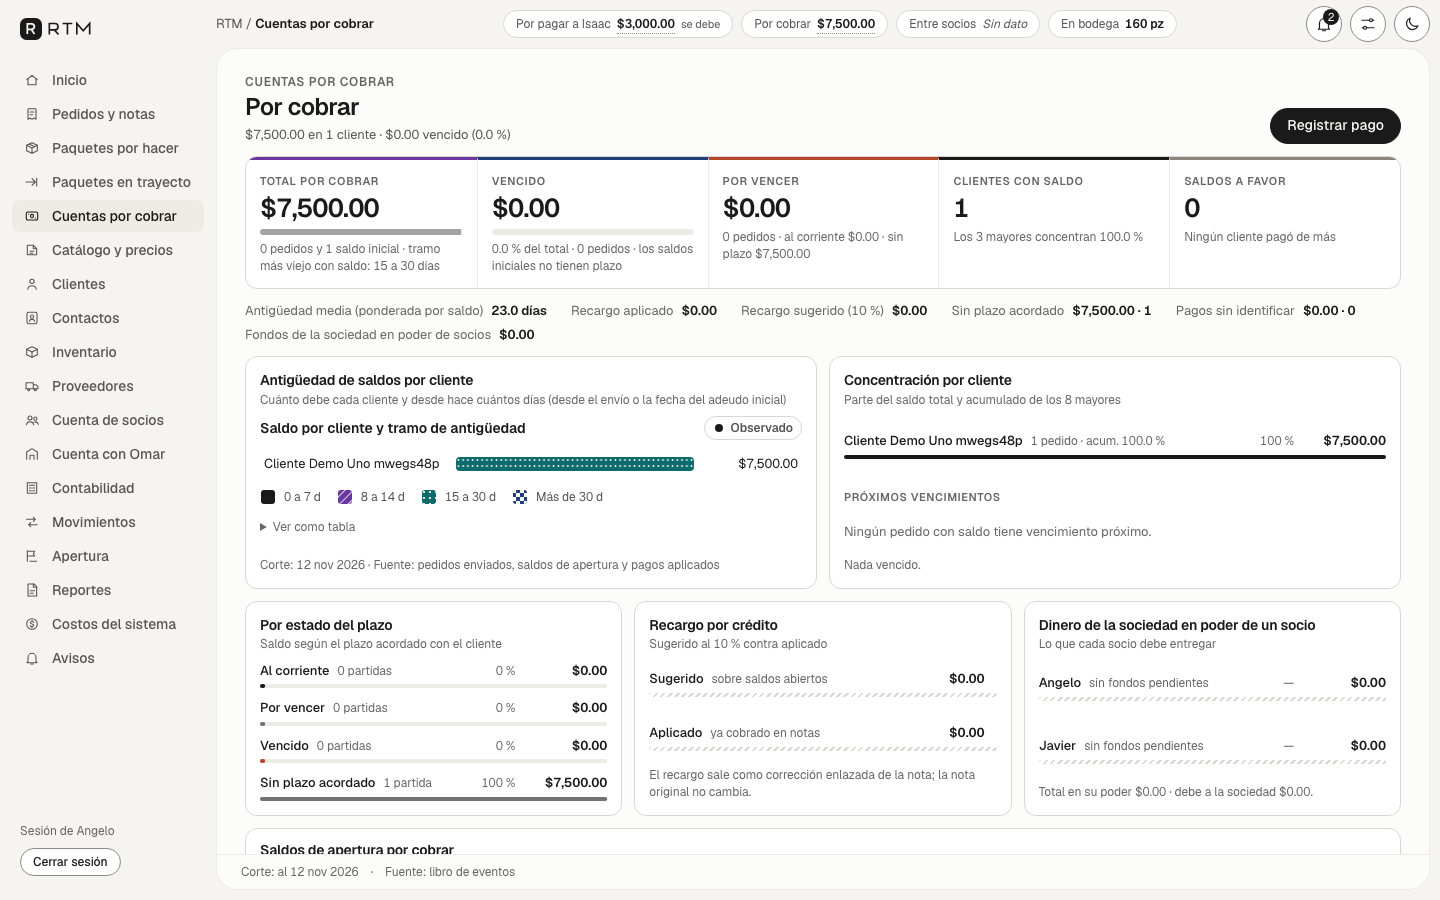 R RTM
RTM / Cuentas por cobrar
Por pagar a Isaac $3,000.00 se debe
Por cobrar $7,500.00
Entre socios Sin dato
En bodega 160 pz
2
Inicio
Pedidos y notas
Paquetes por hacer
Paquetes en trayecto
Cuentas por cobrar
Catálogo y precios
Clientes
Contactos
Inventario
Proveedores
Cuenta de socios
Cuenta con Omar
Contabilidad
Movimientos
Apertura
Reportes
Costos del sistema
Avisos
Sesión de Angelo
Cerrar sesión
CUENTAS POR COBRAR
Por cobrar
$7,500.00 en 1 cliente · $0.00 vencido (0.0 %)
Registrar pago
TOTAL POR COBRAR
$7,500.00
0 pedidos y 1 saldo inicial · tramo
más viejo con saldo: 15 a 30 días
VENCIDO
$0.00
0.0 % del total · 0 pedidos · los saldos
iniciales no tienen plazo
POR VENCER
$0.00
0 pedidos · al corriente $0.00 · sin
plazo $7,500.00
CLIENTES CON SALDO
1
Los 3 mayores concentran 100.0 %
SALDOS A FAVOR
0
Ningún cliente pagó de más
Antigüedad media (ponderada por saldo) 23.0 días
Recargo aplicado $0.00
Recargo sugerido (10 %) $0.00
Sin plazo acordado $7,500.00 · 1
Pagos sin identificar $0.00 · 0
Fondos de la sociedad en poder de socios $0.00
Antigüedad de saldos por cliente
Cuánto debe cada cliente y desde hace cuántos días (desde el envío o la fecha del adeudo inicial)
Saldo por cliente y tramo de antigüedad
Observado
Cliente Demo Uno mwegs48p $7,500.00
0 a 7 d
8 a 14 d
15 a 30 d
Más de 30 d
Ver como tabla
Corte: 12 nov 2026 · Fuente: pedidos enviados, saldos de apertura y pagos aplicados
Concentración por cliente
Parte del saldo total y acumulado de los 8 mayores
Cliente Demo Uno mwegs48p 1 pedido · acum. 100.0 % 100 % $7,500.00
PRÓXIMOS VENCIMIENTOS
Ningún pedido con saldo tiene vencimiento próximo.
Nada vencido.
Por estado del plazo
Saldo según el plazo acordado con el cliente
Al corriente 0 partidas 0 % $0.00
Por vencer 0 partidas 0 % $0.00
Vencido 0 partidas 0 % $0.00
Sin plazo acordado 1 partida 100 % $7,500.00
Recargo por crédito
Sugerido al 10 % contra aplicado
Sugerido sobre saldos abiertos $0.00
Aplicado ya cobrado en notas $0.00
El recargo sale como corrección enlazada de la nota; la nota
original no cambia.
Dinero de la sociedad en poder de un socio
Lo que cada socio debe entregar
Angelo sin fondos pendientes — $0.00
Javier sin fondos pendientes — $0.00
Total en su poder $0.00 · debe a la sociedad $0.00.
Saldos de apertura por cobrar
Corte: al 12 nov 2026 · Fuente: libro de eventos